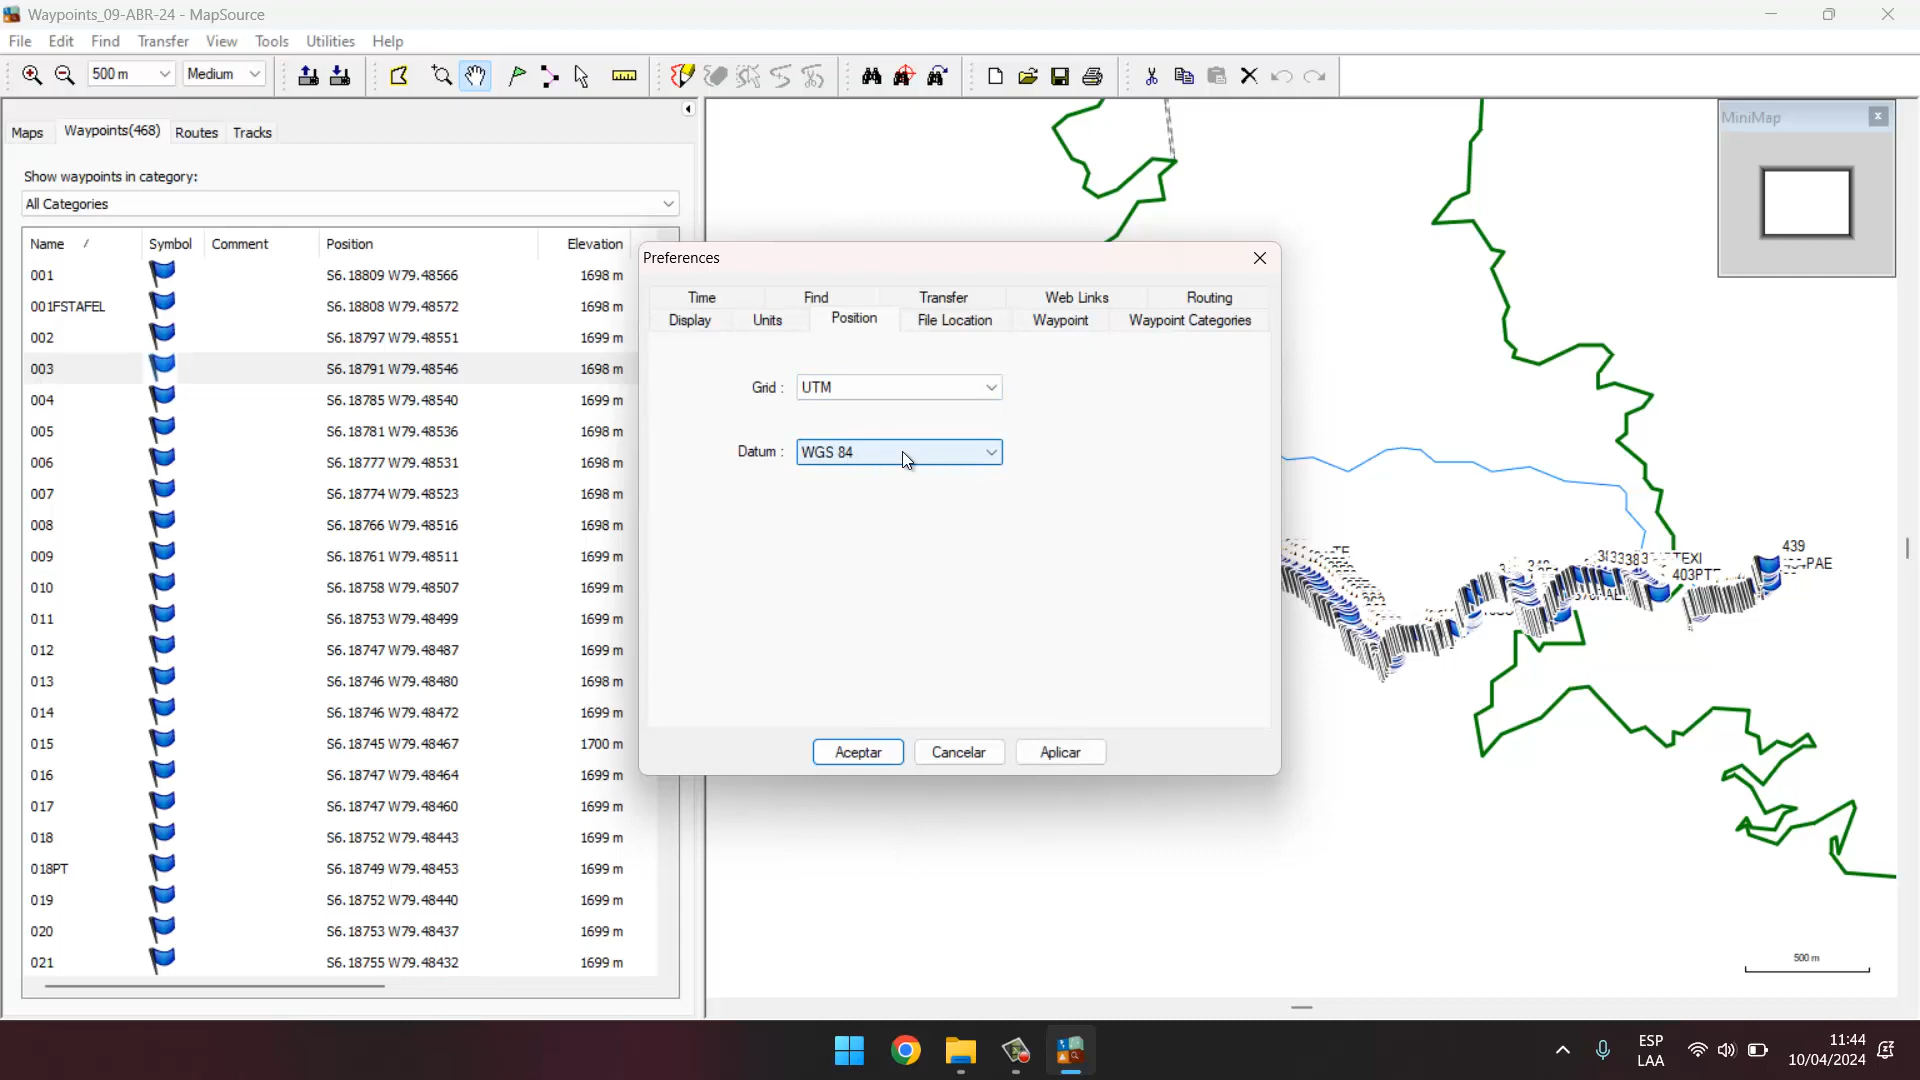 Waypoints_09-ABR-24 - MapSource
File Edit Find Transfer View Tools Utilities Help
500 m Medium
Maps Waypoints(468) Routes Tracks
Show waypoints in category:
All Categories
Name / Symbol Comment Position Elevation
001 S6.18809 W79.48566 1698 m
001FSTAFEL S6.18808 W79.48572 1698 m
002 S6.18797 W79.48551 1699 m
003 S6.18791 W79.48546 1698 m
004 S6.18785 W79.48540 1699 m
005 S6.18781 W79.48536 1698 m
006 S6.18777 W79.48531 1698 m
007 S6.18774 W79.48523 1698 m
008 S6.18766 W79.48516 1698 m
009 S6.18761 W79.48511 1699 m
010 S6.18758 W79.48507 1699 m
011 S6.18753 W79.48499 1699 m
012 S6.18747 W79.48487 1699 m
013 S6.18746 W79.48480 1698 m
014 S6.18746 W79.48472 1699 m
015 S6.18745 W79.48467 1700 m
016 S6.18747 W79.48464 1699 m
017 S6.18747 W79.48460 1699 m
018 S6.18752 W79.48443 1699 m
018PT S6.18749 W79.48453 1699 m
019 S6.18752 W79.48440 1699 m
020 S6.18753 W79.48437 1699 m
021 S6.18755 W79.48432 1699 m
Preferences
Time Find Transfer Web Links Routing
Display Units Position File Location Waypoint Waypoint Categories
Grid : UTM
Datum : WGS 84
Aceptar Cancelar Aplicar
MiniMap
439
500 m
ESP
LAA
11:44
10/04/2024